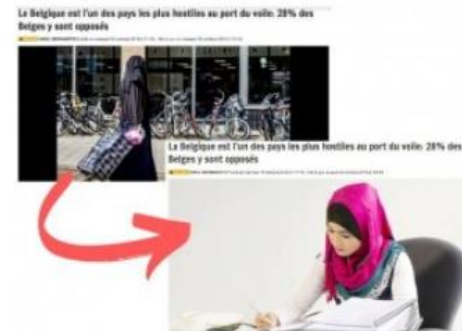 La Belgique est l'un des pays les plus hostiles au port du voile: 28% des
Belges y sont opposés
La Belgique est l'un des pays les plus hostiles au port du voile: 28% des
Belges y sont opposés